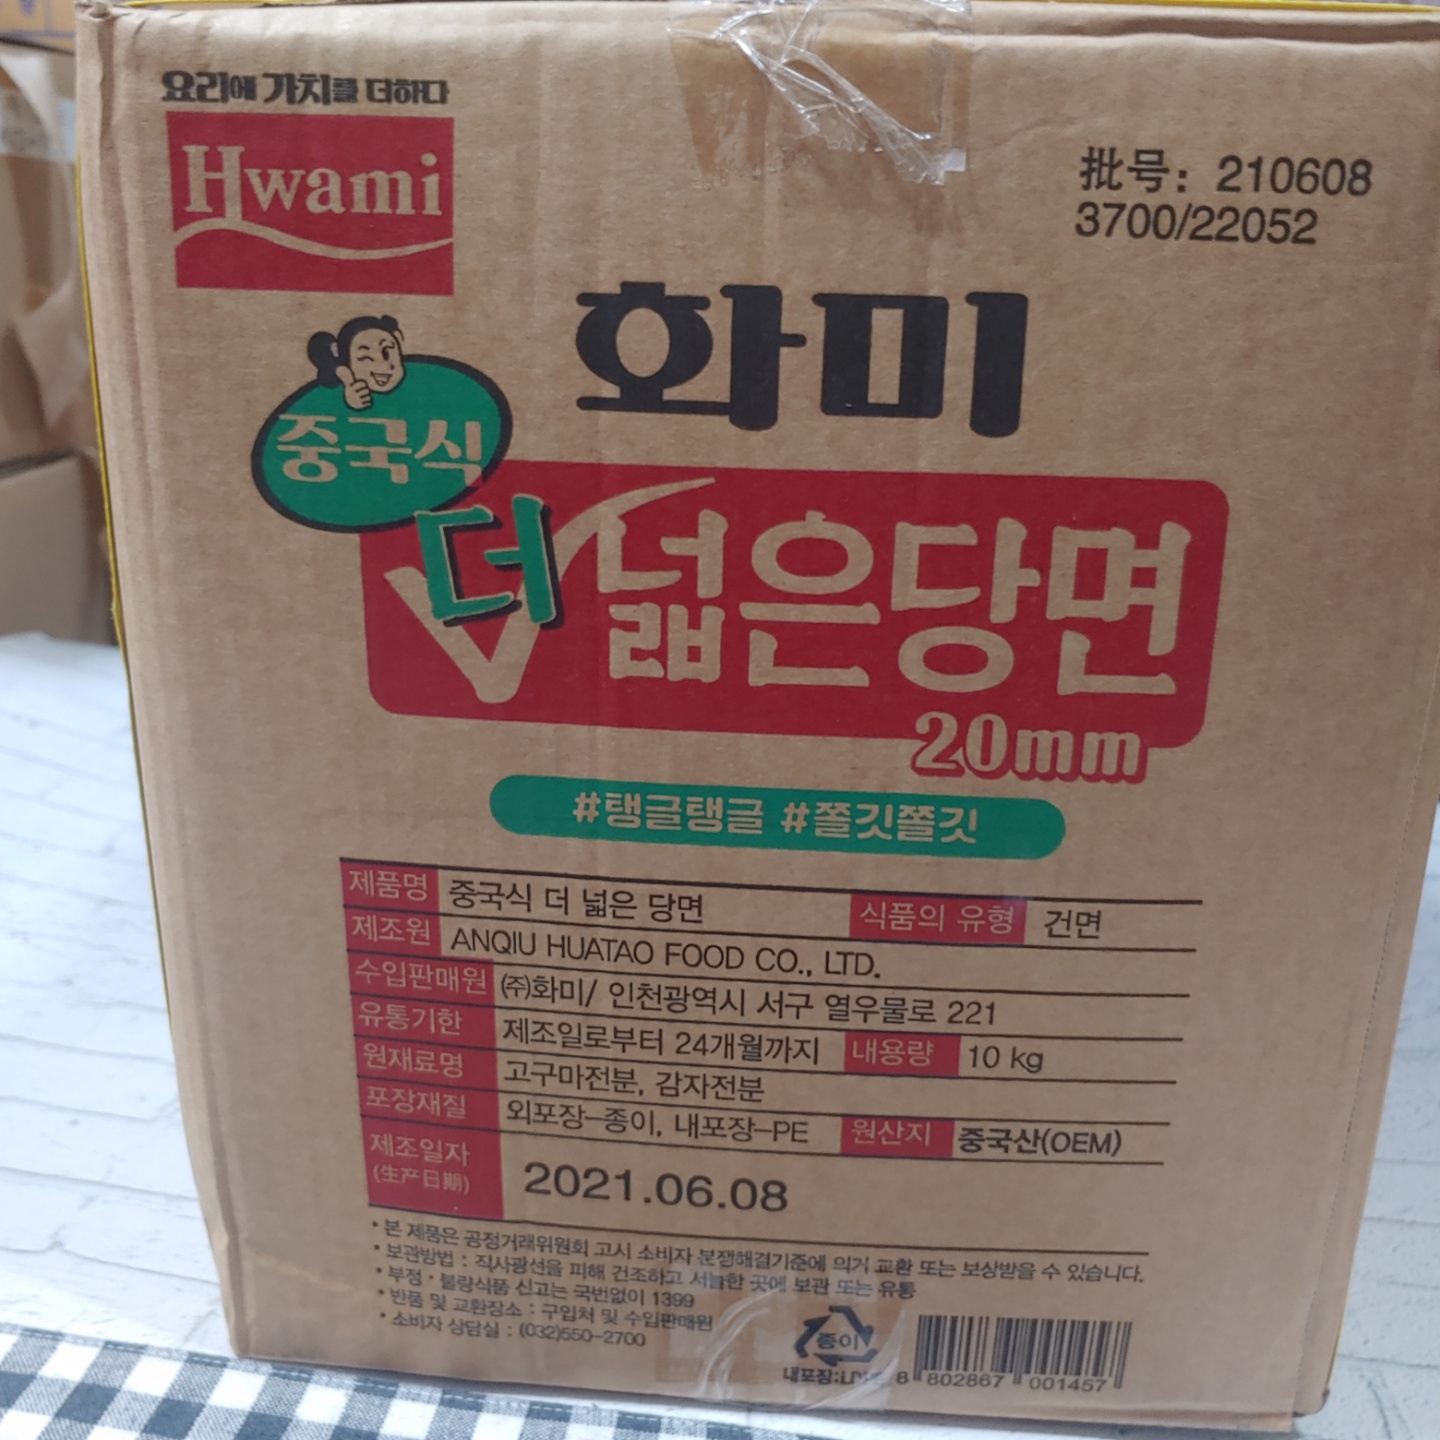 요리에 가치를 더하다
Hwami
批号: 210608
3700/22052
화미
중국식
더 넓은당면
20mm
#탱글탱글 #쫄깃쫄깃
제품명 중국식 더 넓은 당면 식품의 유형 건면
제조원 ANQIU HUATAO FOOD CO., LTD.
수입판매원 ㈜화미/ 인천광역시 서구 열우물로 221
유통기한 제조일로부터 24개월까지 내용량 10 kg
원재료명 고구마전분, 감자전분
포장재질 외포장-종이, 내포장-PE 원산지 중국산(OEM)
제조일자 2021.06.08
(生产日期)
• 본 제품은 공정거래위원회 고시 소비자 분쟁해결기준에 의거 교환 또는 보상받을 수 있습니다.
• 보관방법 : 직사광선을 피해 건조하고 서늘한 곳에 보관 또는 유통
• 부정 · 불량식품 신고는 국번없이 1399
• 반품 및 교환장소 : 구입처 및 수입판매원
• 소비자 상담실 : (032)550-2700
종이
내포장:
8 802867 001457